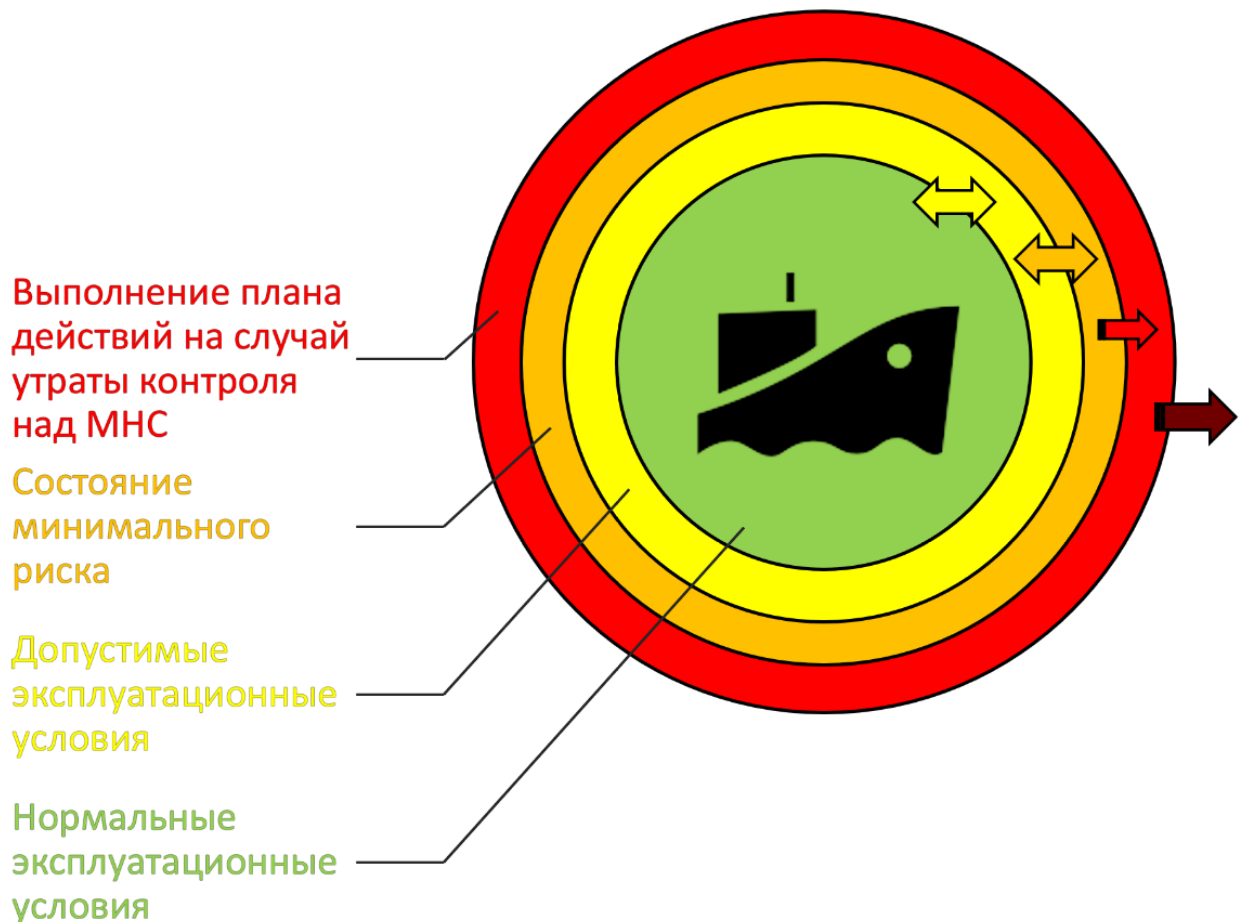 Выполнение плана
действий на случай
утраты контроля
над МНС
Состояние
минимального
риска
Допустимые
эксплуатационные
условия
Нормальные
эксплуатационные
условия